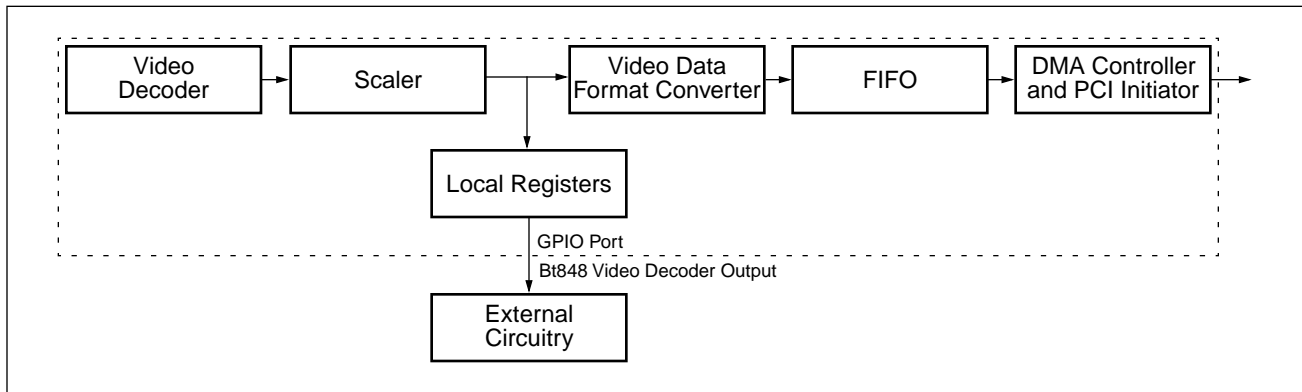 Video
Decoder
Scaler
Video Data
Format Converter
FIFO
DMA Controller
and PCI Initiator
Local Registers
GPIO Port
Bt848 Video Decoder Output
External
Circuitry